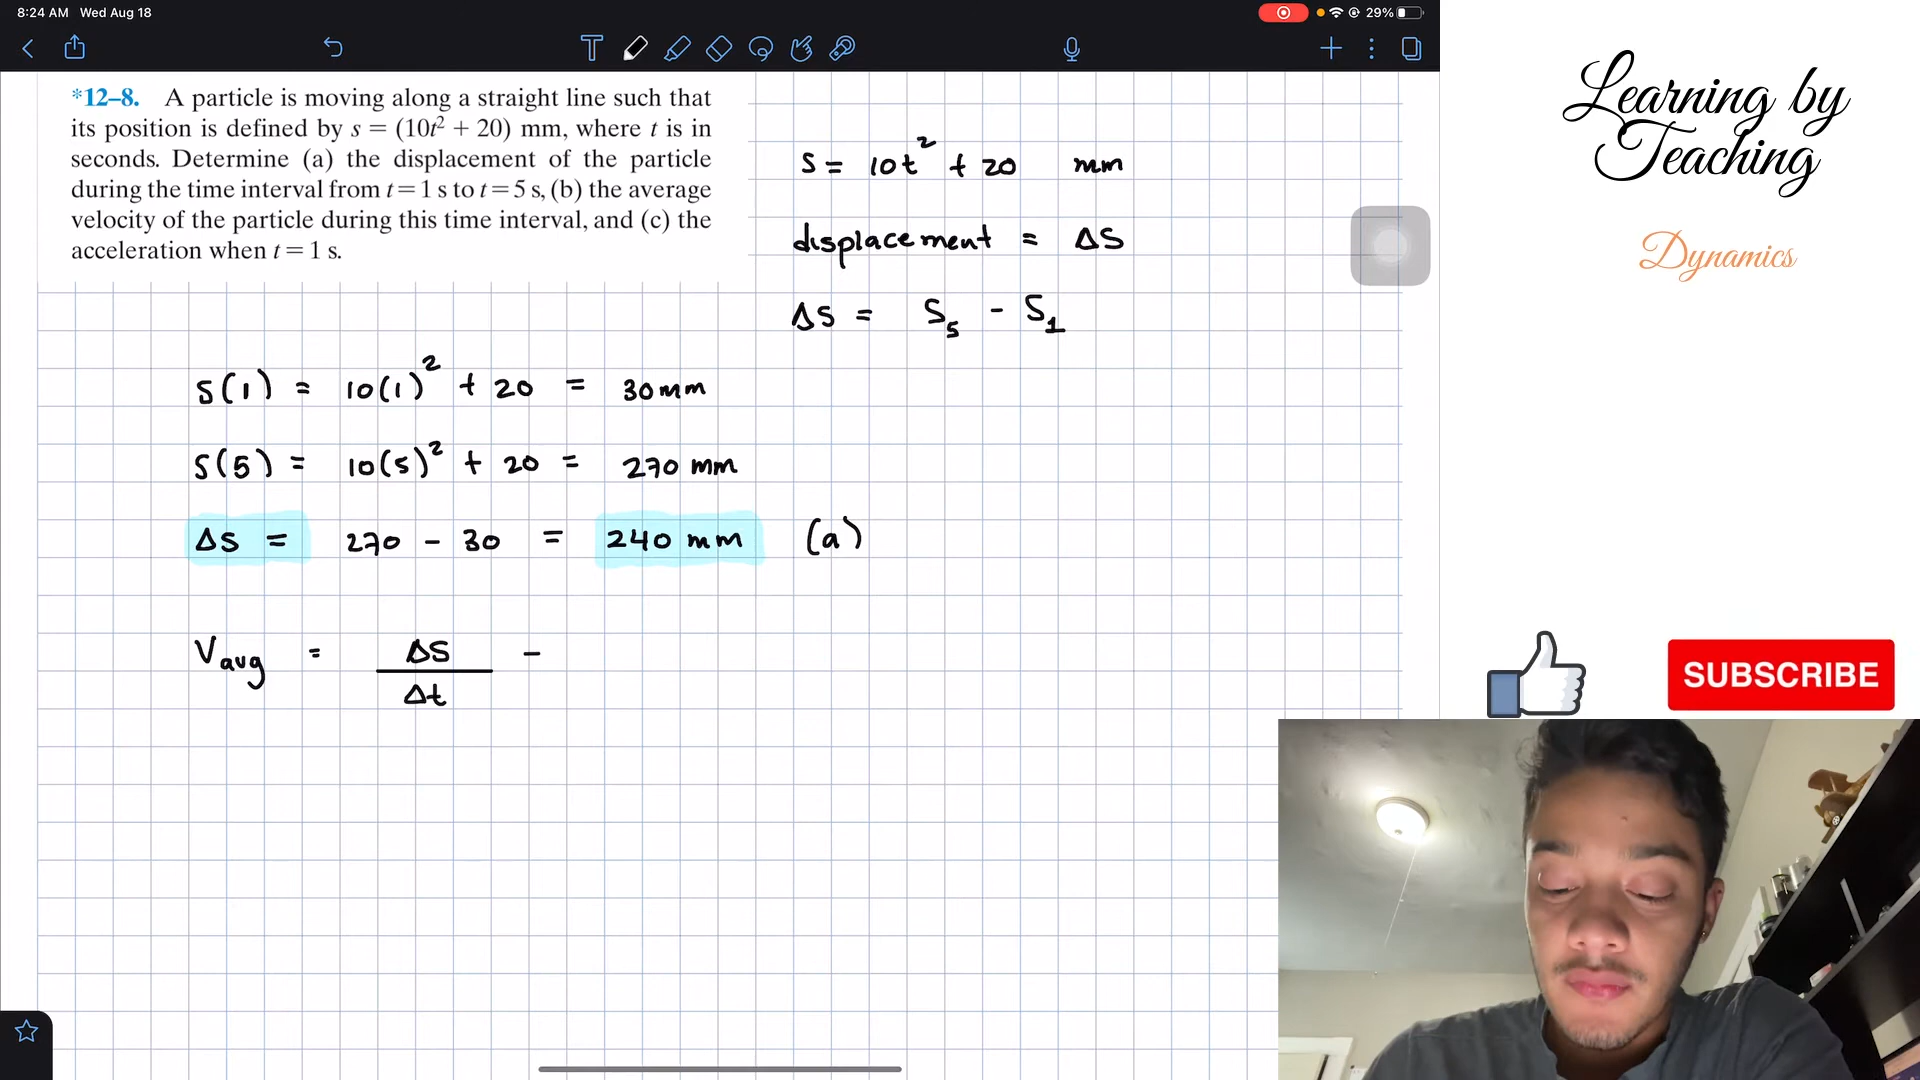 8:24 AM Wed Aug 18
29%
*12–8. A particle is moving along a straight line such that
its position is defined by s = (10t² + 20) mm, where t is in
seconds. Determine (a) the displacement of the particle
during the time interval from t = 1 s to t = 5 s, (b) the average
velocity of the particle during this time interval, and (c) the
acceleration when t = 1 s.
S = 10t² + 20 mm
displacement = ΔS
ΔS = S₅ - S₁
S(1) = 10(1)² + 20 = 30mm
S(5) = 10(5)² + 20 = 270 mm
ΔS = 270 - 30 = 240 mm (a)
Vavg = ΔS -
Δt
Learning by
Teaching
Dynamics
SUBSCRIBE